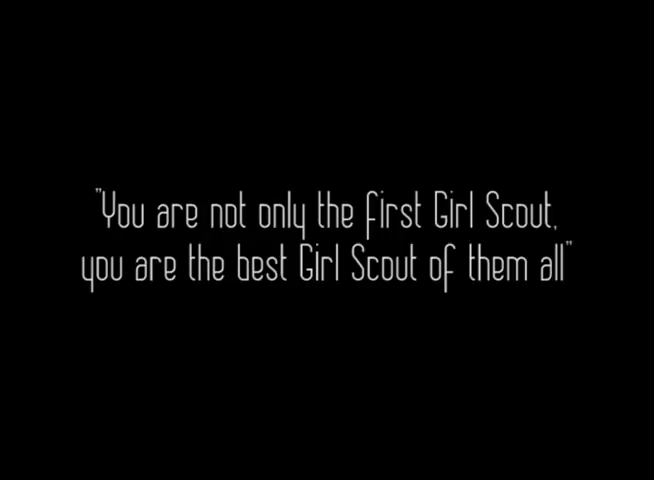 "You are not only the first Girl Scout,
you are the best Girl Scout of them all"